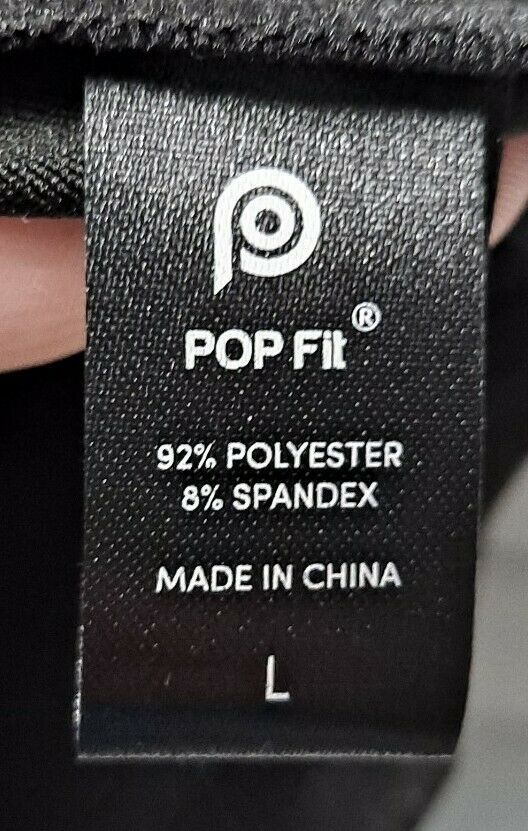 POP Fit®
92% POLYESTER
8% SPANDEX
MADE IN CHINA
L